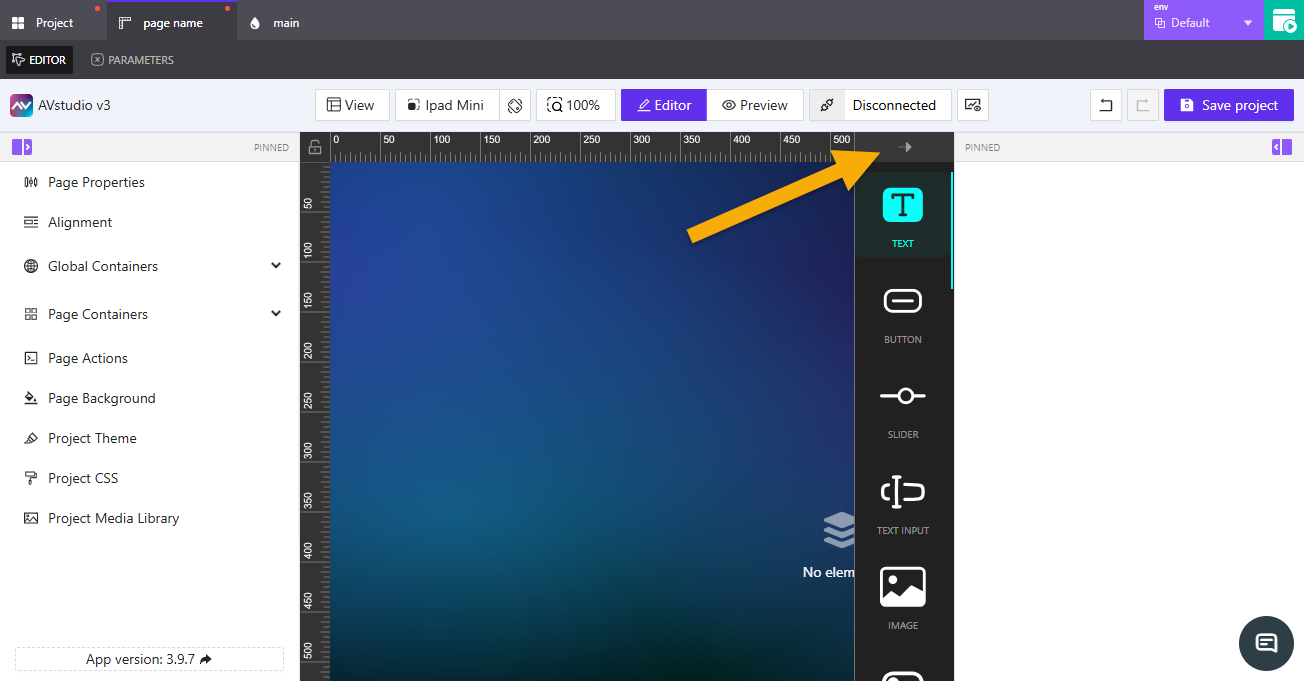 Project
page name
main
env
Default
EDITOR
PARAMETERS
AVstudio v3
View
Ipad Mini
100%
Editor
Preview
Disconnected
Save project
PINNED
0 50 100 150 200 250 300 350 400 450 500
PINNED
Page Properties
Alignment
Global Containers
Page Containers
Page Actions
Page Background
Project Theme
Project CSS
Project Media Library
App version: 3.9.7
50
100
150
200
250
300
350
400
450
500
No elem
T
TEXT
BUTTON
SLIDER
TEXT INPUT
IMAGE